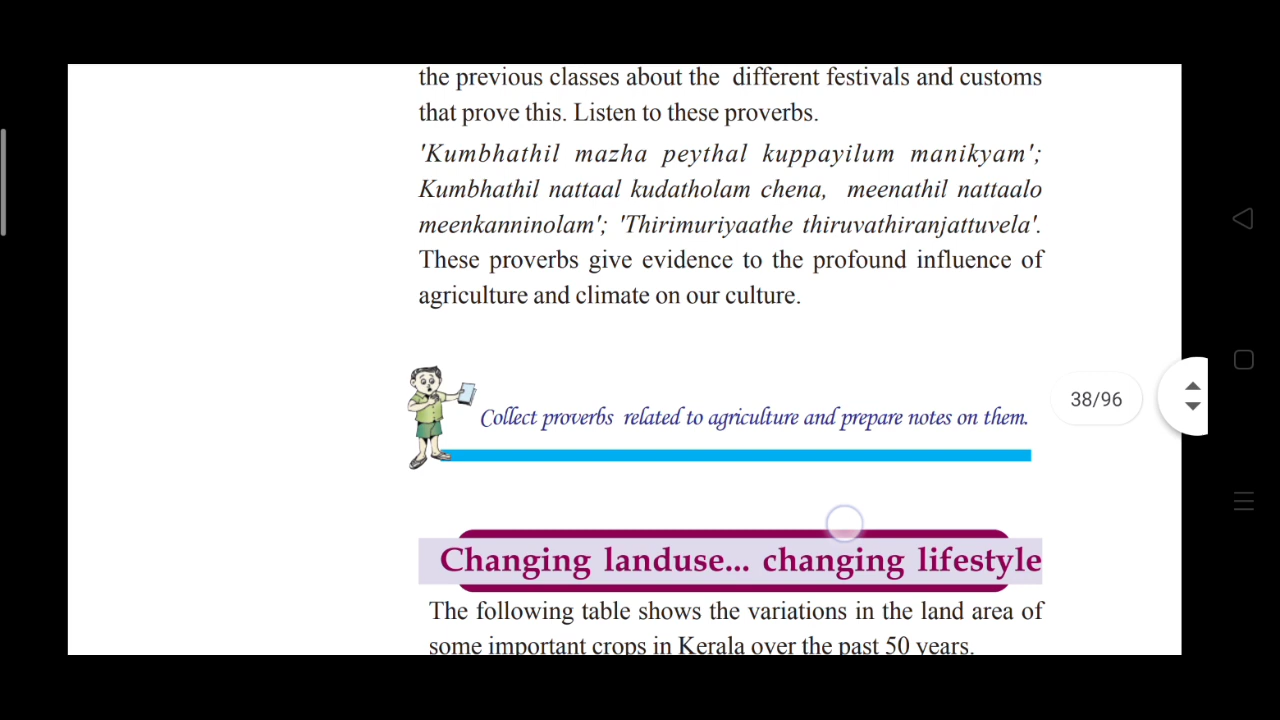 the previous classes about the different festivals and customs
that prove this. Listen to these proverbs.
'Kumbhathil mazha peythal kuppayilum manikyam';
Kumbhathil nattaal kudatholam chena, meenathil nattaalo
meenkanninolam'; 'Thirimuriyaathe thiruvathiranjattuvela'.
These proverbs give evidence to the profound influence of
agriculture and climate on our culture.
Collect proverbs related to agriculture and prepare notes on them.
38/96
Changing landuse... changing lifestyle
The following table shows the variations in the land area of
some important crops in Kerala over the past 50 years.